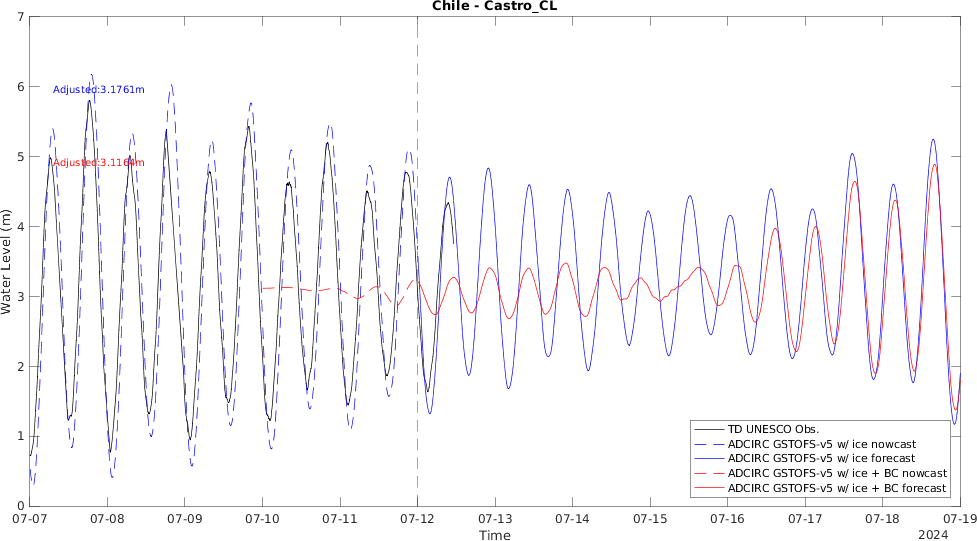 Chile - Castro_CL
7
6
5
4
3
2
1
0
Water Level (m)
Adjusted:3.1761m
Adjusted:3.1164m
TD UNESCO Obs.
ADCIRC GSTOFS-v5 w/ ice nowcast
ADCIRC GSTOFS-v5 w/ ice forecast
ADCIRC GSTOFS-v5 w/ ice + BC nowcast
ADCIRC GSTOFS-v5 w/ ice + BC forecast
07-07 07-08 07-09 07-10 07-11 07-12 07-13 07-14 07-15 07-16 07-17 07-18 07-19
Time
2024